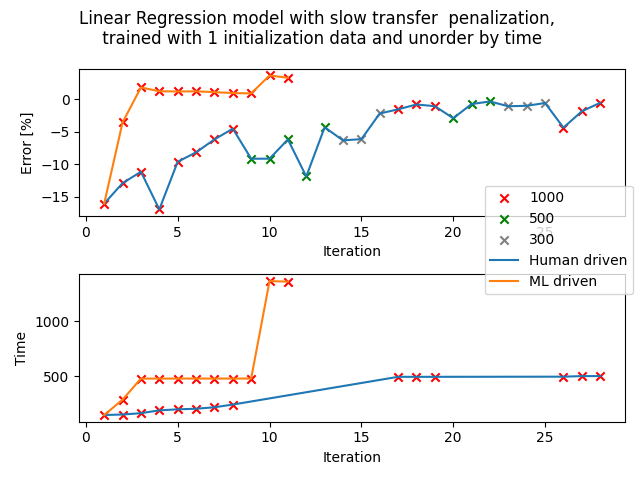 Linear Regression model with slow transfer  penalization,
trained with 1 initialization data and unorder by time
Error [%]
0
−5
−10
−15
0
5
10
15
20
25
Iteration
1000
500
300
Human driven
ML driven
Time
1000
500
0
5
10
15
20
25
Iteration